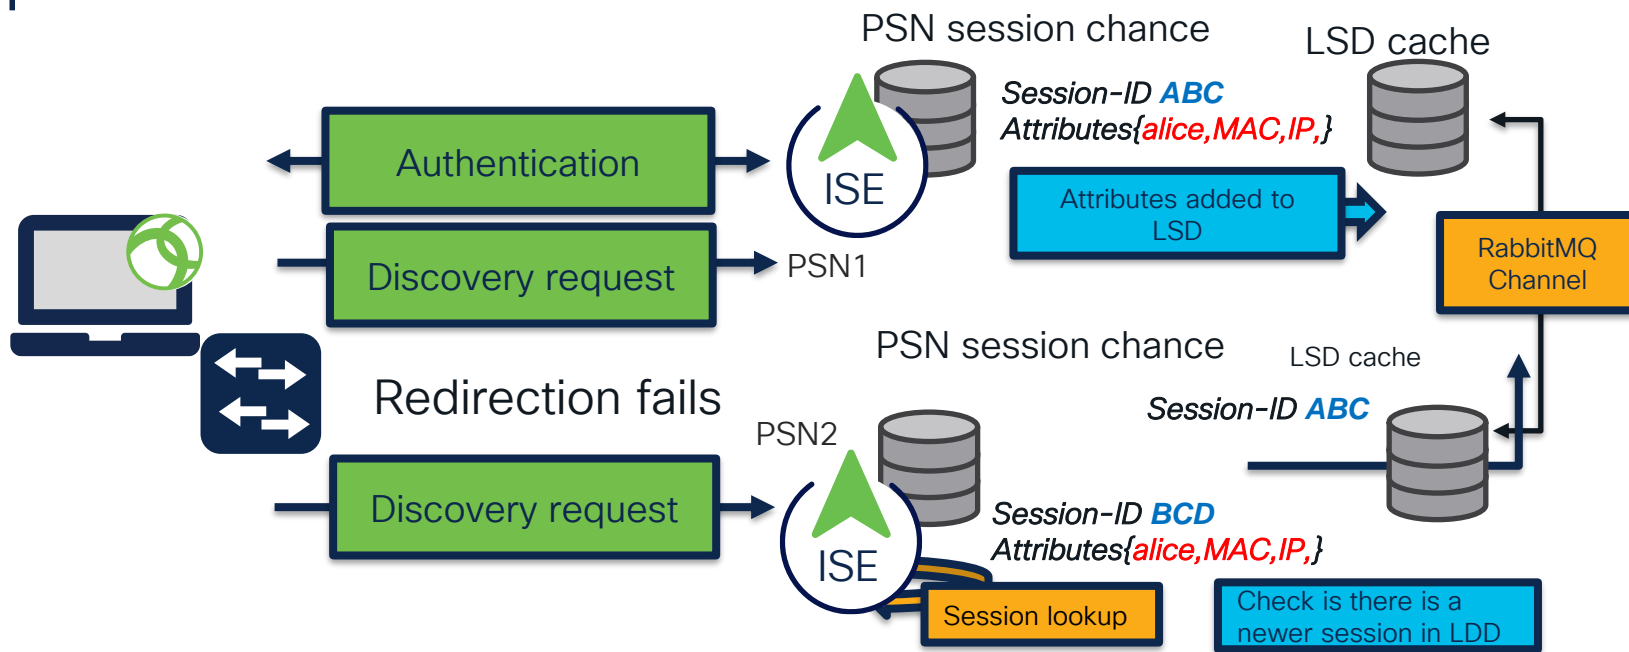 PSN session chance
LSD cache
Session-ID ABC
Attributes{alice,MAC,IP,}
Authentication
ISE
Attributes added to
LSD
RabbitMQ
Channel
Discovery request
PSN1
PSN session chance
LSD cache
Redirection fails
Session-ID ABC
PSN2
Discovery request
ISE
Session-ID BCD
Attributes{alice,MAC,IP,}
Session lookup
Check is there is a
newer session in LDD